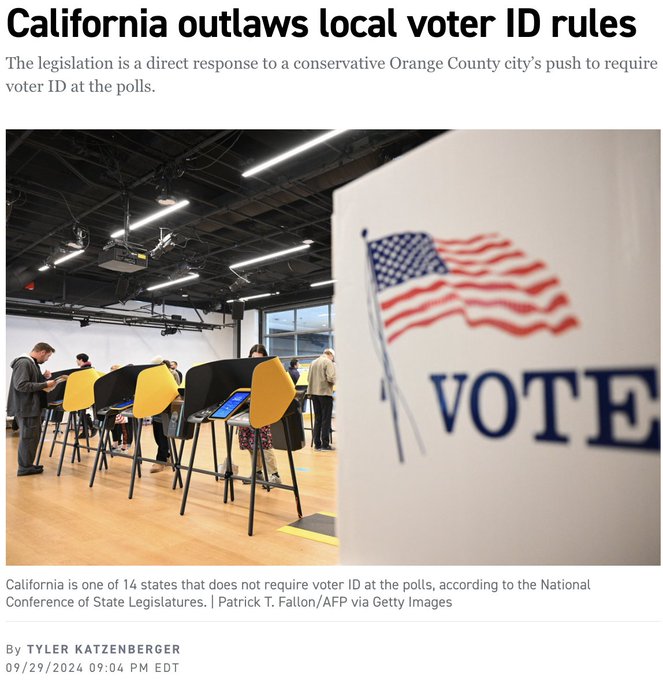 California outlaws local voter ID rules
The legislation is a direct response to a conservative Orange County city’s push to require
voter ID at the polls.
VOTE
California is one of 14 states that does not require voter ID at the polls, according to the National
Conference of State Legislatures. | Patrick T. Fallon/AFP via Getty Images
By TYLER KATZENBERGER
09/29/2024 09:04 PM EDT